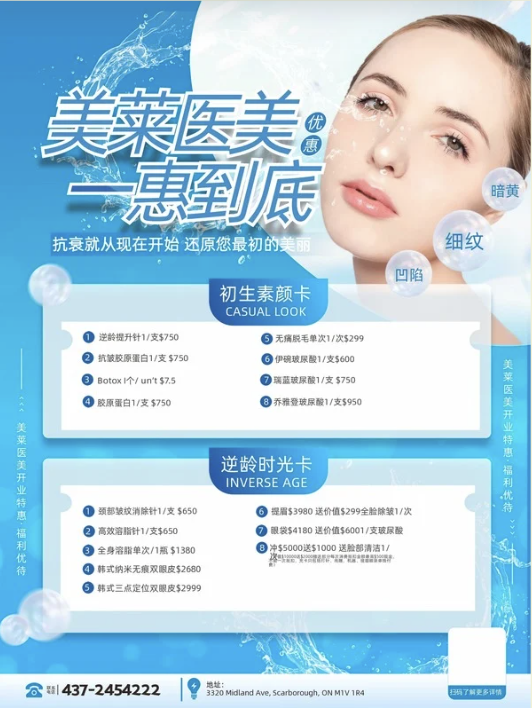 美莱医美
优惠
一惠到底
抗衰就从现在开始 还原您最初的美丽
暗黄
细纹
凹陷
初生素颜卡
CASUAL LOOK
1 逆龄提升针1/支$750
2 抗皱胶原蛋白1/支 $750
3 Botox I个/ un't $7.5
4 胶原蛋白1/支 $750
5 无痛脱毛单次1/次$299
6 伊碗玻尿酸1/支$600
7 瑞蓝玻尿酸1/支 $750
8 乔雅登玻尿酸1/支$950
美莱医美开业特惠 福利优待
美莱医美开业特惠 福利优待
逆龄时光卡
INVERSE AGE
1 颈部皱纹消除针1/支 $650
2 高效溶脂针1/支$650
3 全身溶脂单次/1瓶 $1380
4 韩式纳米无痕双眼皮$2680
5 韩式三点定位双眼皮$2999
6 提眉$3980 送价值$299全脸除皱1/次
7 眼袋$4180 送价值$6001/支玻尿酸
8 冲$5000送$1000 送脸部清洁1/
次
扫码了解更多详情
437-2454222
地址：
3320 Midland Ave, Scarborough, ON M1V 1R4